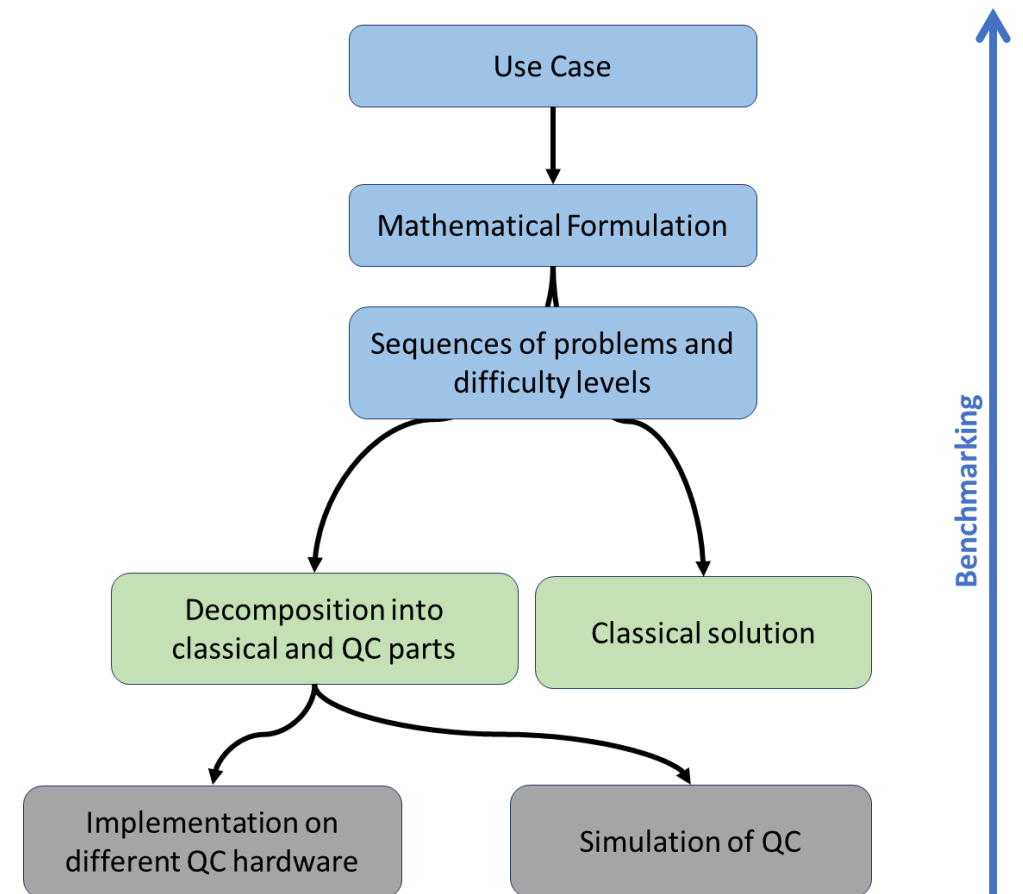 Use Case
Mathematical Formulation
Sequences of problems and
difficulty levels
Benchmarking
Decomposition into
classical and QC parts
Classical solution
Implementation on
different QC hardware
Simulation of QC